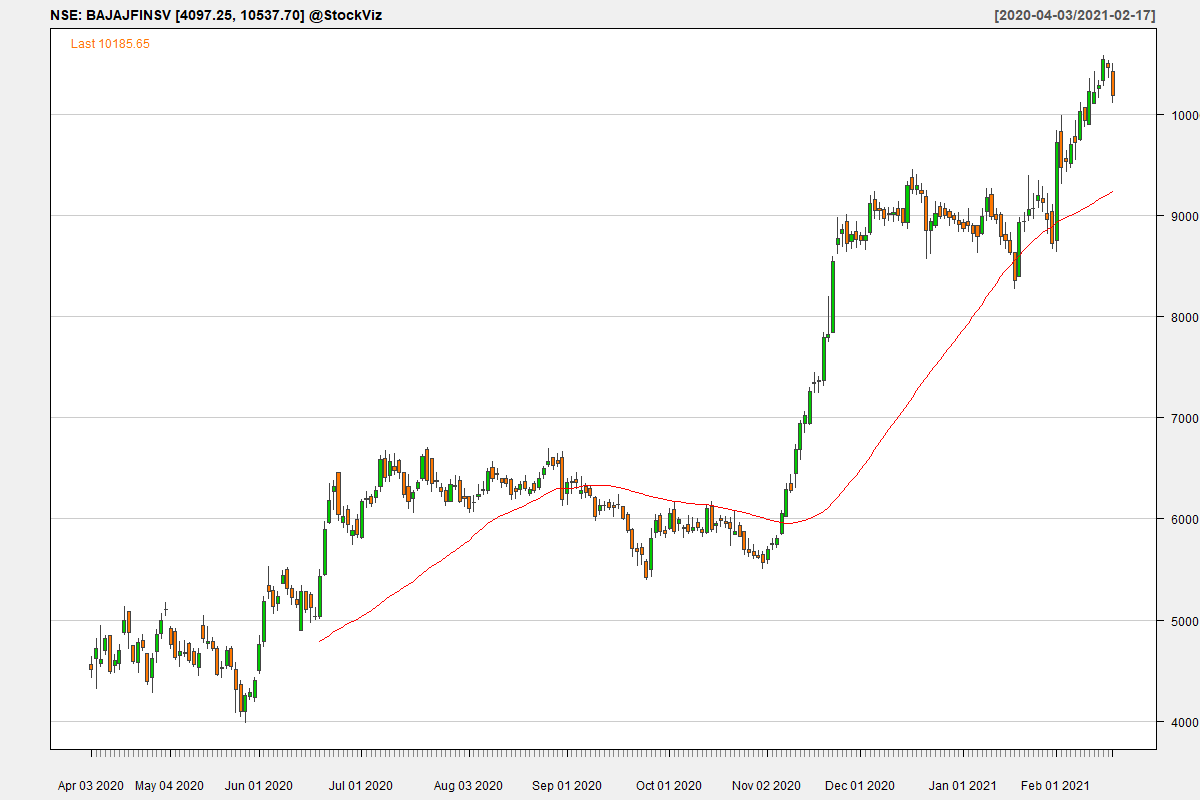 NSE: BAJAJFINSV [4097.25, 10537.70] @StockViz
[2020-04-03/2021-02-17]
Last 10185.65
1000
9000
8000
7000
6000
5000
4000
Apr 03 2020 May 04 2020 Jun 01 2020 Jul 01 2020 Aug 03 2020 Sep 01 2020 Oct 01 2020 Nov 02 2020 Dec 01 2020 Jan 01 2021 Feb 01 2021